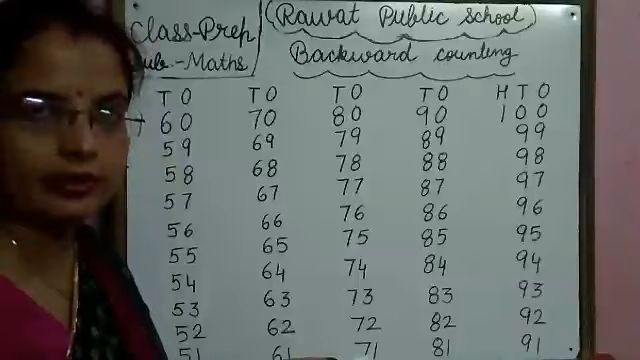 Class-Prep (Rawat Public School)
Sub.-Maths Backward counting
T O T O T O T O H T O
60 70 80 90 100
59 69 79 89 99
58 68 78 88 98
57 67 77 87 97
56 66 76 86 96
55 65 75 85 95
54 64 74 84 94
53 63 73 83 93
52 62 72 82 92
51 61 71 81 91